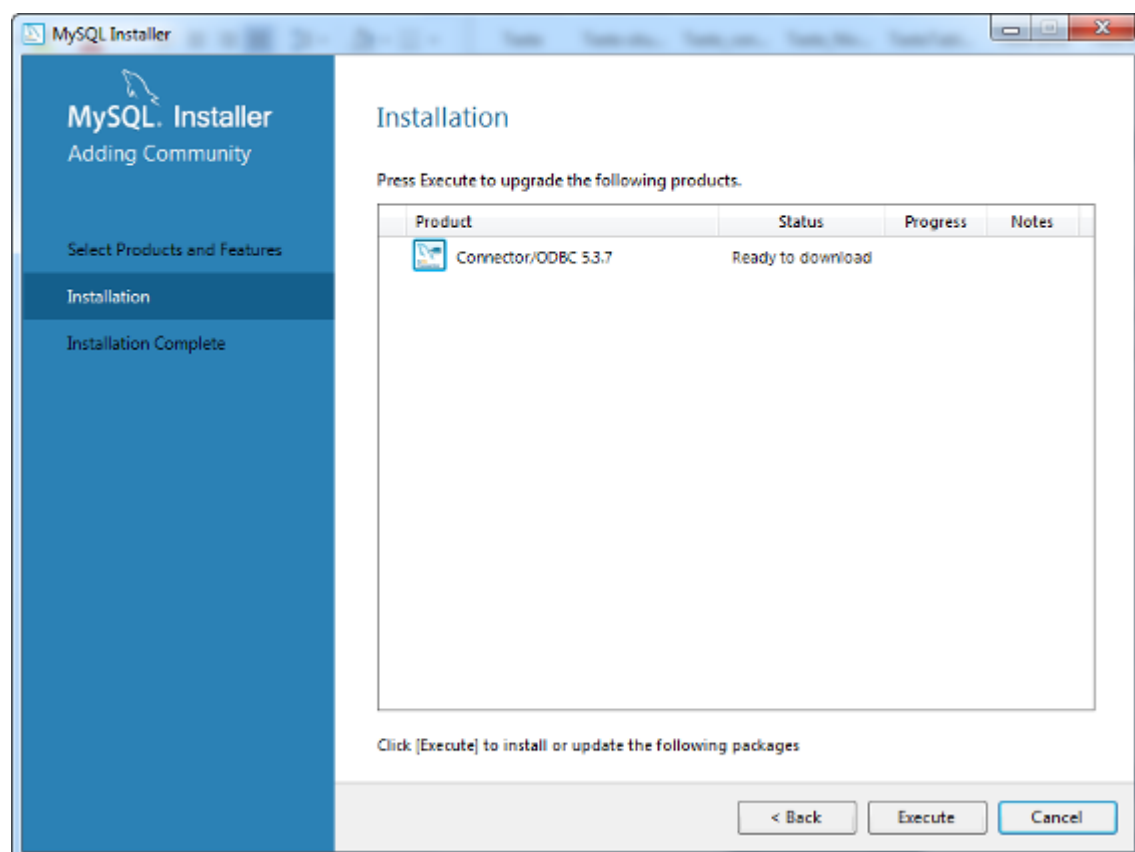 MySQL Installer
MySQL. Installer
Adding Community
Select Products and Features
Installation
Installation Complete
Installation
Press Execute to upgrade the following products.
Product Status Progress Notes
Connector/ODBC 5.3.7 Ready to download
Click [Execute] to install or update the following packages
< Back Execute Cancel